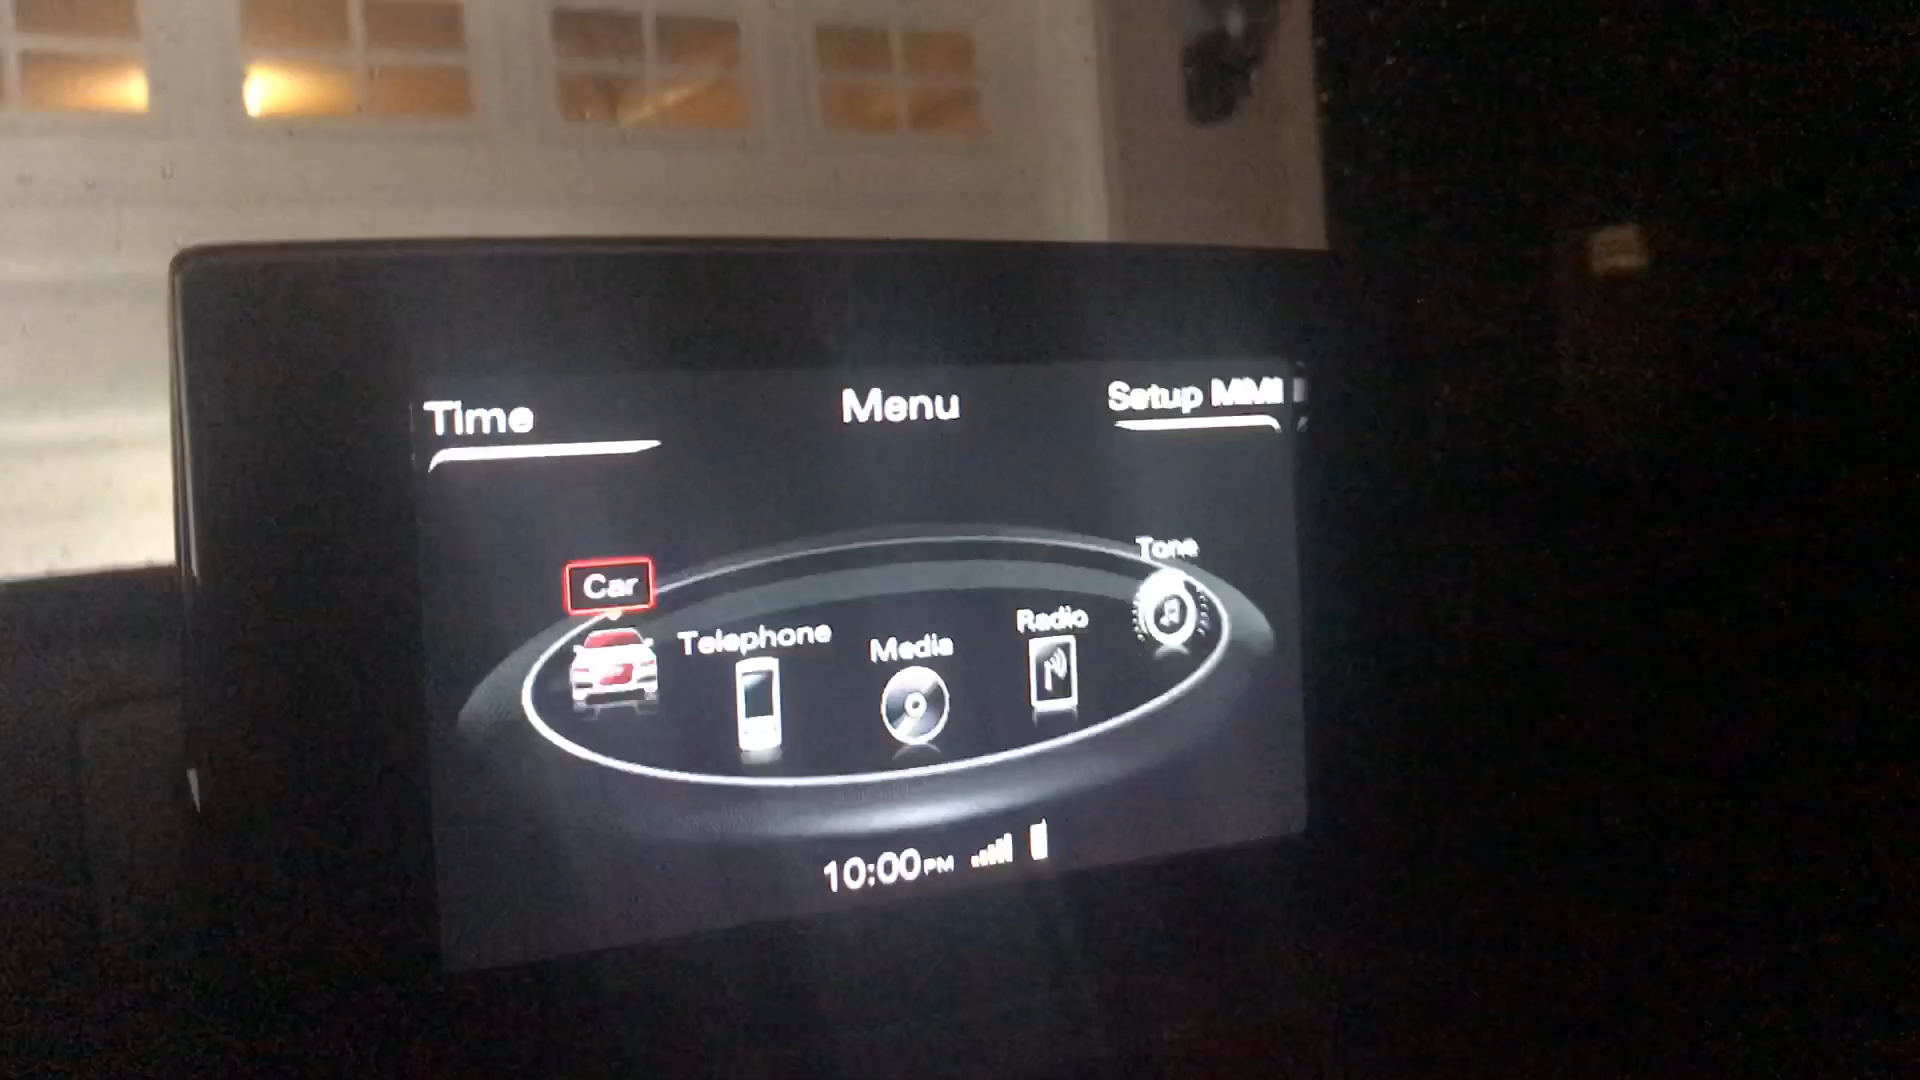 Time
Menu
Setup MMI
Car
Telephone
Media
Radio
Tone
10:00PM